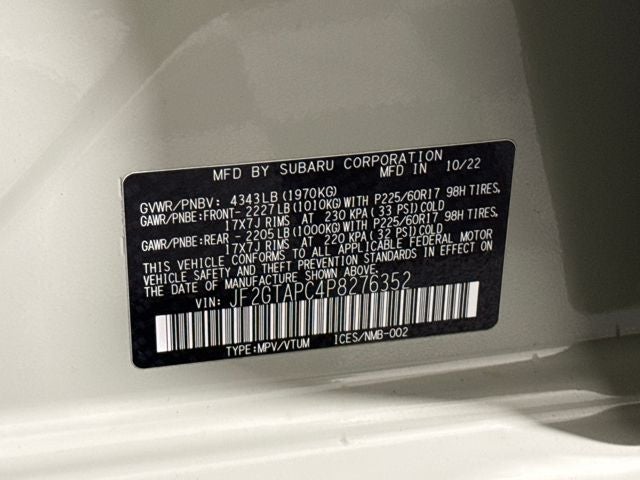 MFD BY SUBARU CORPORATION
MFD IN 10/22
GVWR/PNBV: 4343LB (1970KG)
GAWR/PNBE:FRONT- 2227LB(1010KG)WITH P225/60R17 98H TIRES,
17X7J RIMS AT 230 KPA(33 PSI)COLD
GAWR/PNBE:REAR - 2205LB(1000KG)WITH P225/60R17 98H TIRES,
17X7J RIMS AT 220 KPA(32 PSI)COLD
THIS VEHICLE CONFORMS TO ALL APPLICABLE FEDERAL MOTOR
VEHICLE SAFETY AND THEFT PREVENTION STANDARDS IN EFFECT ON
THE DATE OF MANUFACTURE SHOWN ABOVE.
VIN: JF2GTAPC4P8276352
TYPE:MPV/VTUM ICES/NMB-002